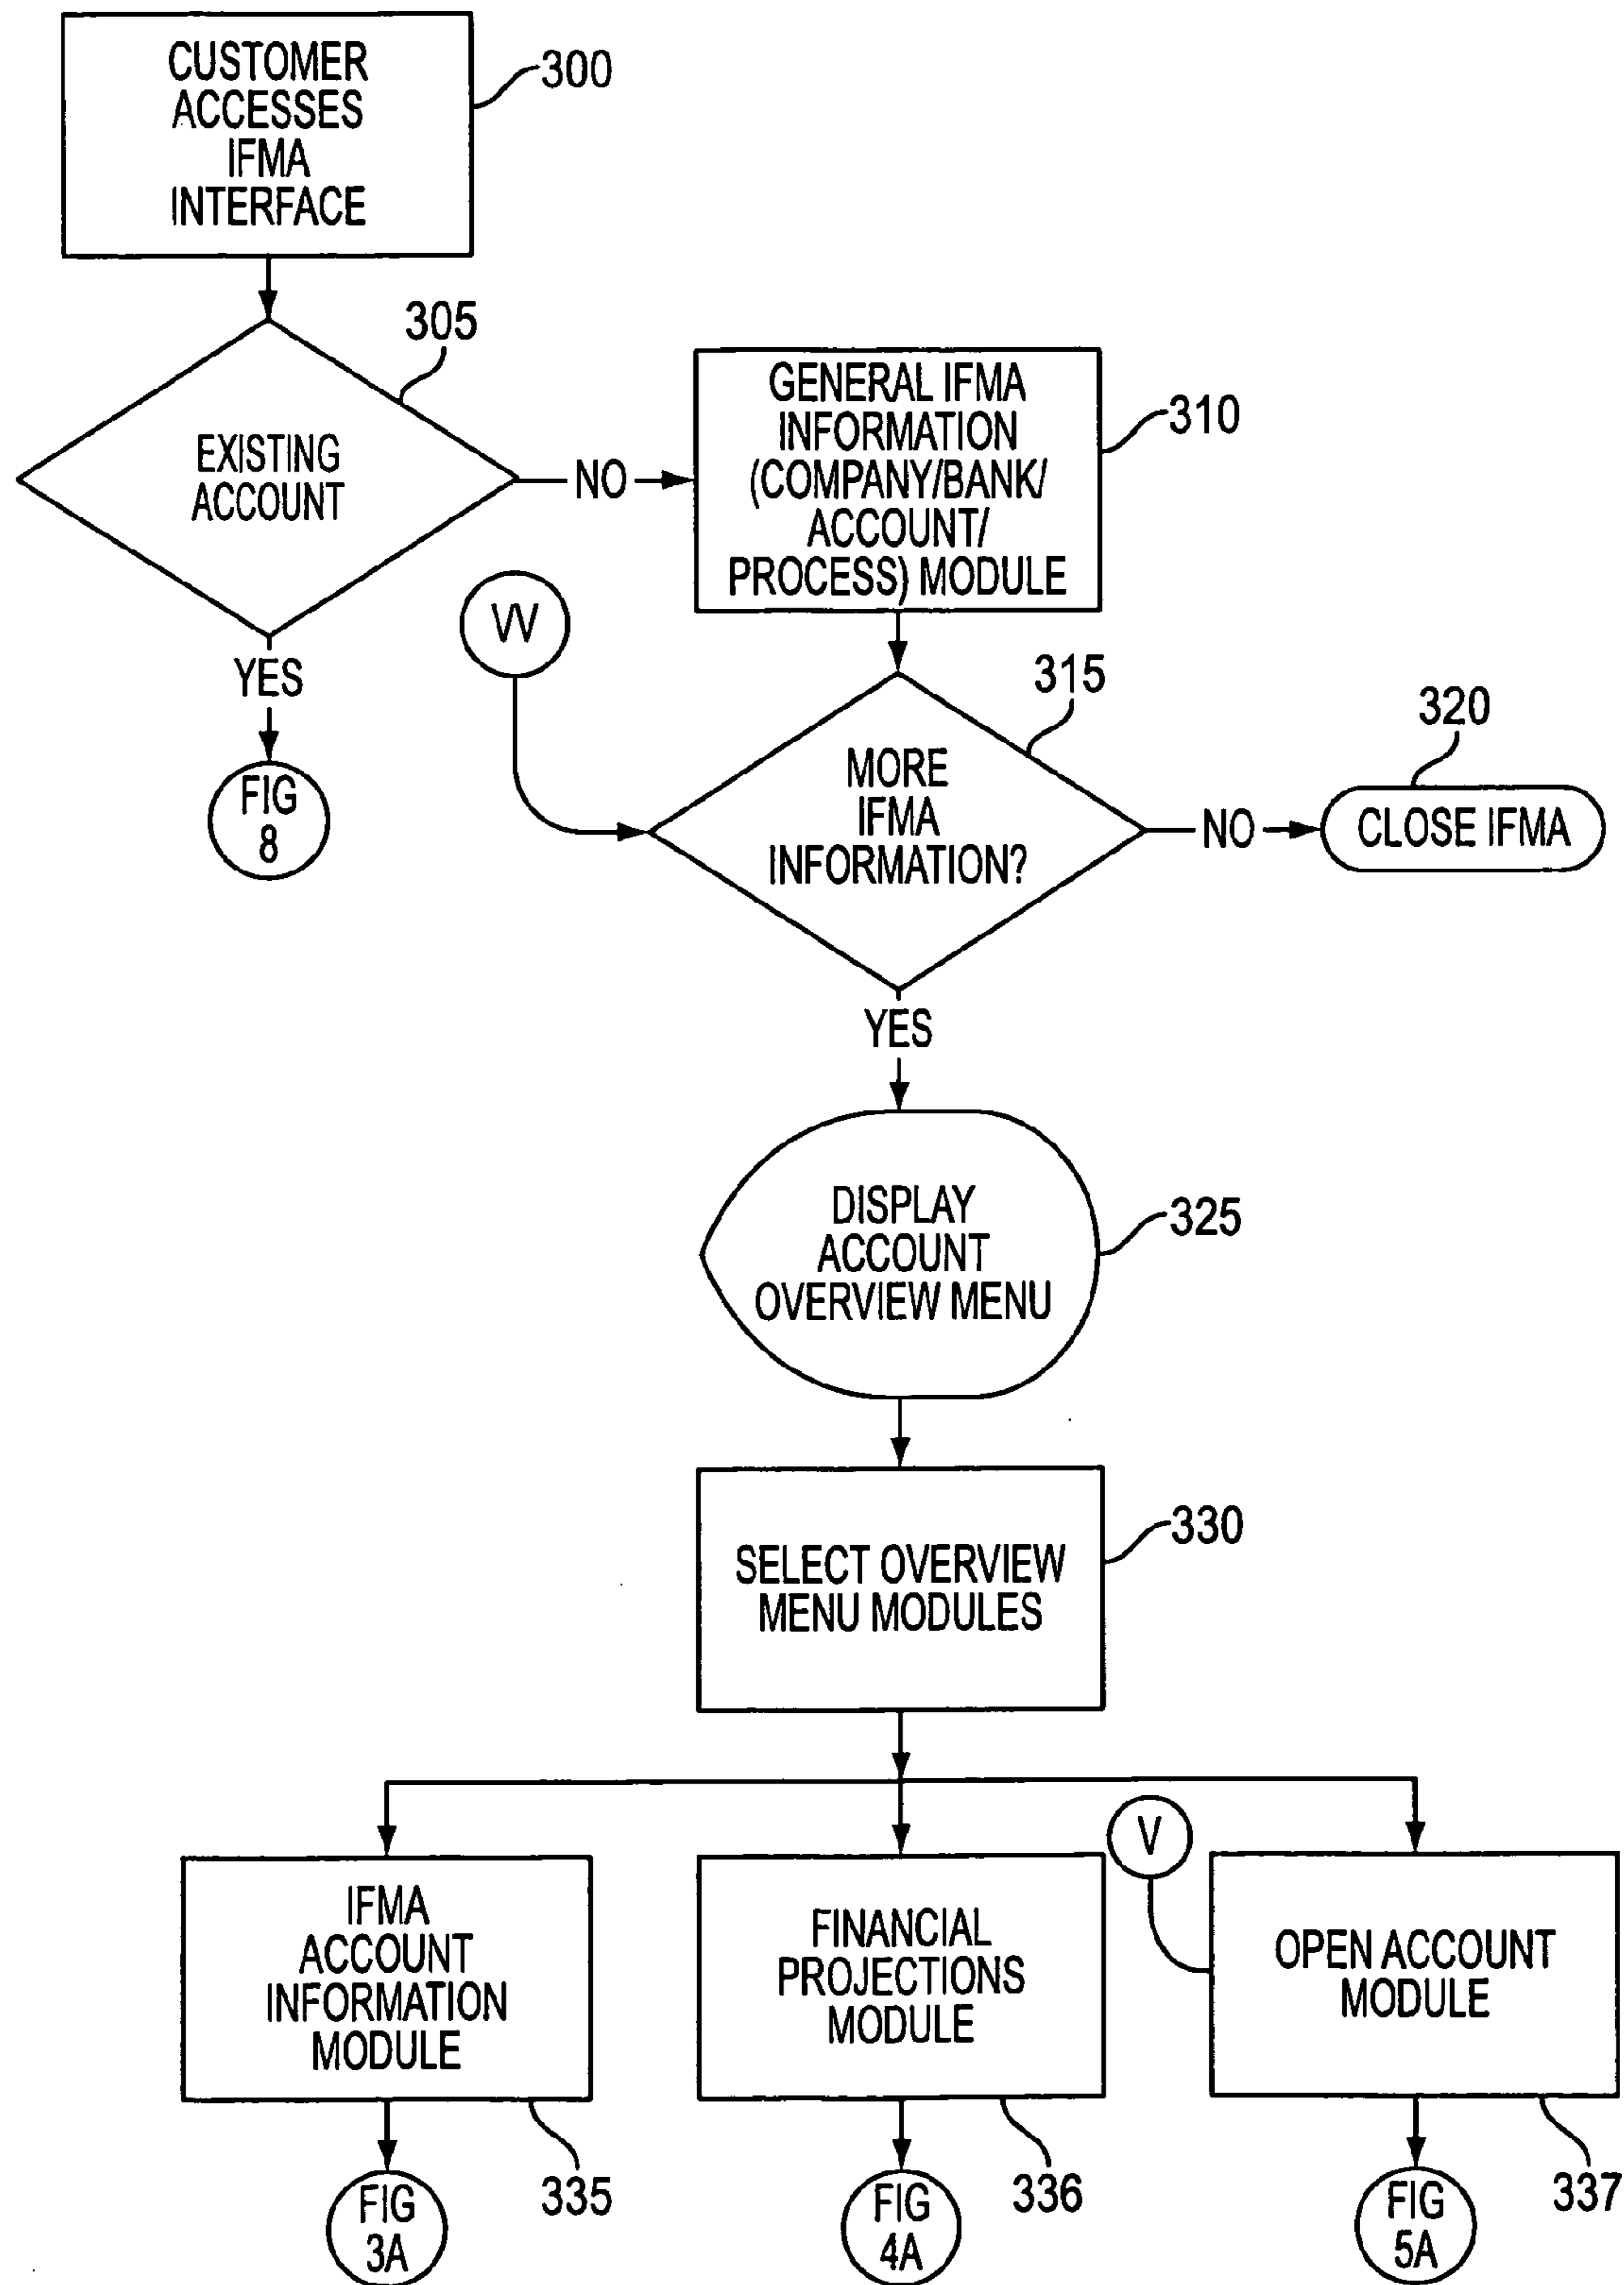 CUSTOMER
ACCESSES
IFMA
INTERFACE
300
305
EXISTING
ACCOUNT
NO
YES
FIG
8
GENERAL IFMA
INFORMATION
(COMPANY/BANK/
ACCOUNT/
PROCESS) MODULE
310
VV
315
MORE
IFMA
INFORMATION?
NO
320
CLOSE IFMA
YES
DISPLAY
ACCOUNT
OVERVIEW MENU
325
SELECT OVERVIEW
MENU MODULES
330
IFMA
ACCOUNT
INFORMATION
MODULE
335
FIG
3A
FINANCIAL
PROJECTIONS
MODULE
336
FIG
4A
V
OPEN ACCOUNT
MODULE
337
FIG
5A